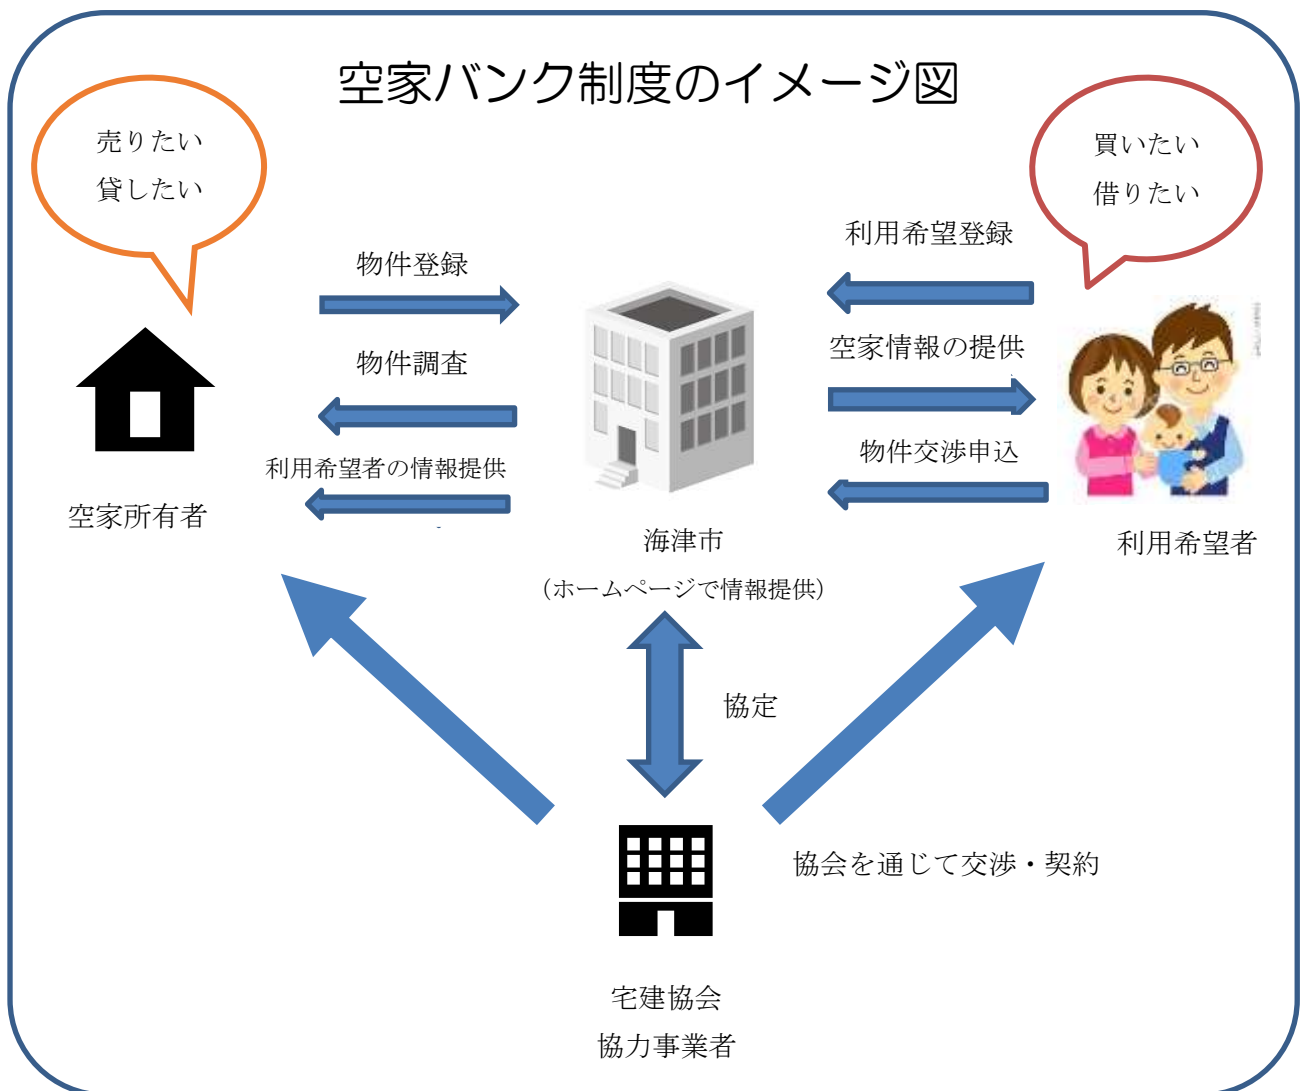 空家バンク制度のイメージ図
売りたい
貸したい
買いたい
借りたい
物件登録
物件調査
利用希望者の情報提供
利用希望登録
空家情報の提供
物件交渉申込
空家所有者
海津市
（ホームページで情報提供）
利用希望者
協定
協会を通じて交渉・契約
宅建協会
協力事業者